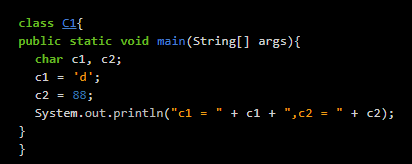 class C1{
public static void main(String[] args){
char c1, c2;
c1 = 'd';
c2 = 88;
System.out.println("c1 = " + c1 + ",c2 = " + c2);
}
}